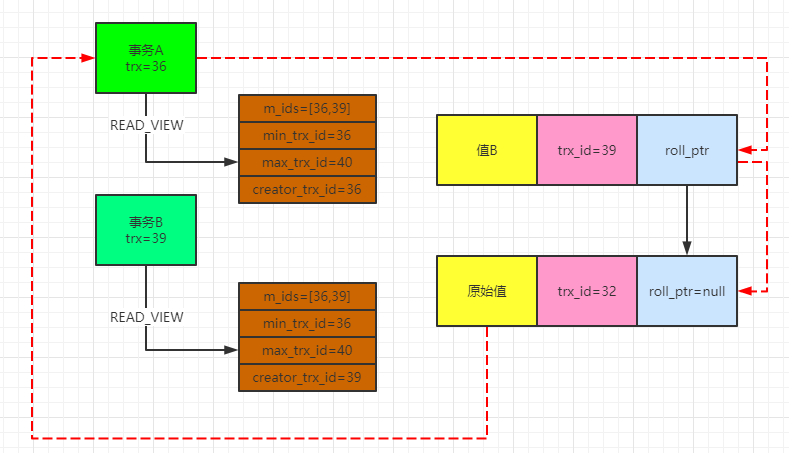 事务A
trx=36
READ_VIEW
m_ids=[36,39]
min_trx_id=36
max_trx_id=40
creator_trx_id=36
值B
trx_id=39
roll_ptr
事务B
trx=39
READ_VIEW
m_ids=[36,39]
min_trx_id=36
max_trx_id=40
creator_trx_id=39
原始值
trx_id=32
roll_ptr=null